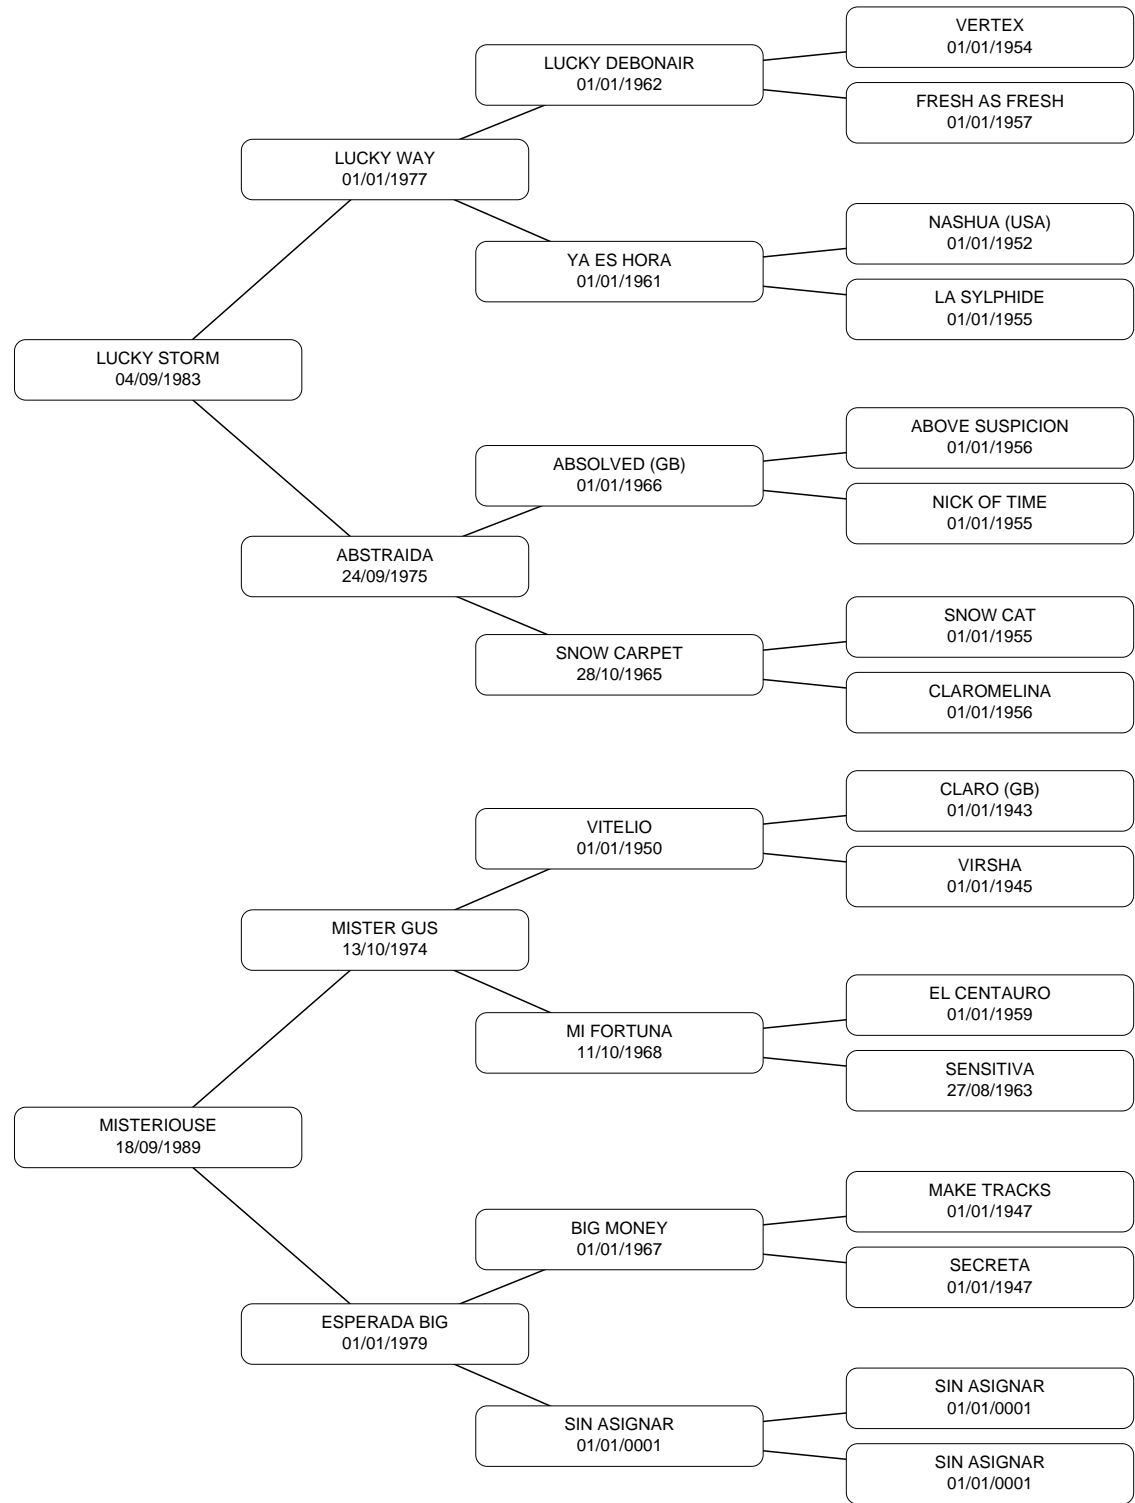 VERTEX
01/01/1954
LUCKY DEBONAIR
01/01/1962
FRESH AS FRESH
01/01/1957
LUCKY WAY
01/01/1977
NASHUA (USA)
01/01/1952
YA ES HORA
01/01/1961
LA SYLPHIDE
01/01/1955
LUCKY STORM
04/09/1983
ABOVE SUSPICION
01/01/1956
ABSOLVED (GB)
01/01/1966
NICK OF TIME
01/01/1955
ABSTRAIDA
24/09/1975
SNOW CAT
01/01/1955
SNOW CARPET
28/10/1965
CLAROMELINA
01/01/1956
CLARO (GB)
01/01/1943
VITELIO
01/01/1950
VIRSHA
01/01/1945
MISTER GUS
13/10/1974
EL CENTAURO
01/01/1959
MI FORTUNA
11/10/1968
SENSITIVA
27/08/1963
MISTERIOUSE
18/09/1989
MAKE TRACKS
01/01/1947
BIG MONEY
01/01/1967
SECRETA
01/01/1947
ESPERADA BIG
01/01/1979
SIN ASIGNAR
01/01/0001
SIN ASIGNAR
01/01/0001
SIN ASIGNAR
01/01/0001